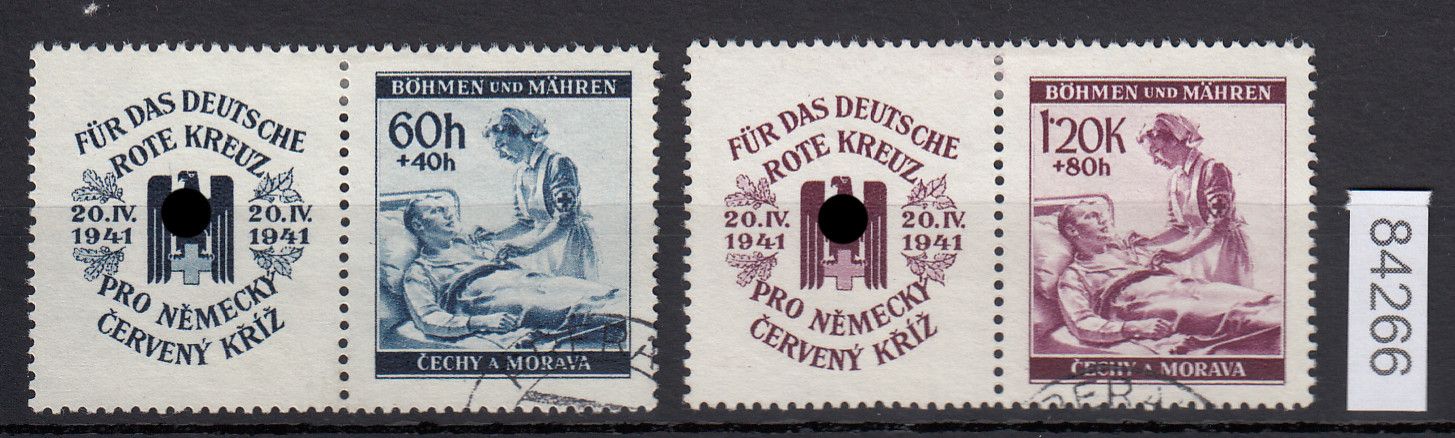 FÜR DAS DEUTSCHE
ROTE KREUZ
20.IV. 20.IV.
1941 1941
PRO NĚMECKÝ
ČERVENÝ KŘÍŽ
BÖHMEN UND MÄHREN
60h
+40h
ČECHY A MORAVA
FÜR DAS DEUTSCHE
ROTE KREUZ
20.IV. 20.IV.
1941 1941
PRO NĚMECKÝ
ČERVENÝ KŘÍŽ
BÖHMEN UND MÄHREN
1·20K
+80h
ČECHY A MORAVA
84266